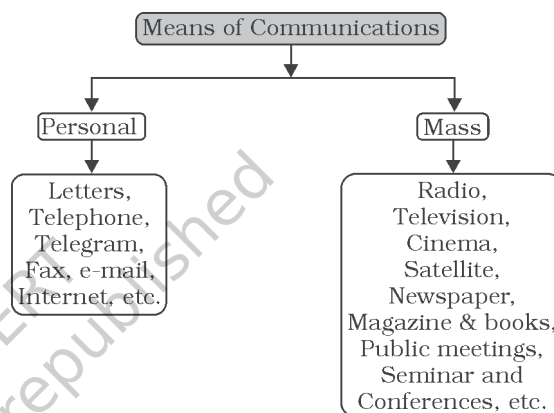 Means of Communications
Personal
Mass
Letters,
Telephone,
Telegram,
Fax, e-mail,
Internet, etc.
Radio,
Television,
Cinema,
Satellite,
Newspaper,
Magazine & books,
Public meetings,
Seminar and
Conferences, etc.
republished